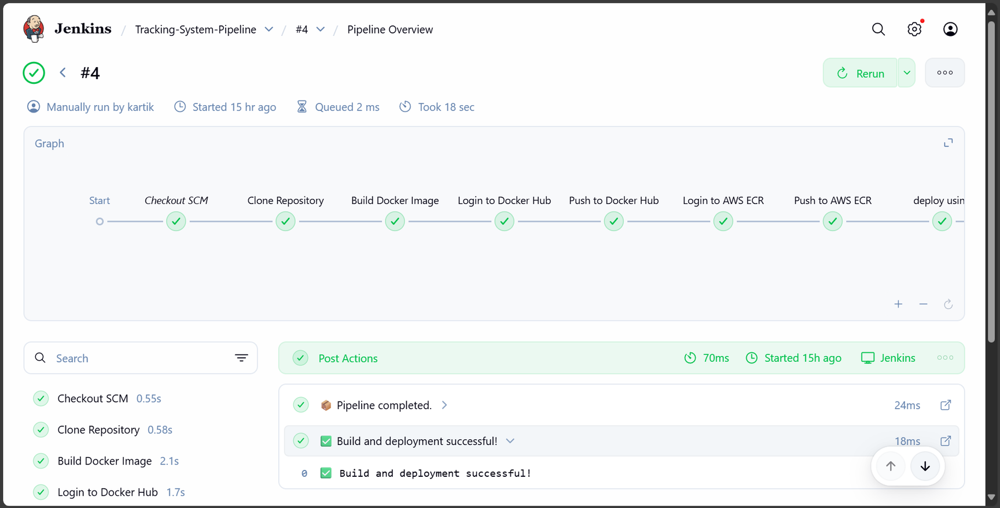 Jenkins / Tracking-System-Pipeline / #4 / Pipeline Overview
#4
Rerun
Manually run by kartik Started 15 hr ago Queued 2 ms Took 18 sec
Graph
Start Checkout SCM Clone Repository Build Docker Image Login to Docker Hub Push to Docker Hub Login to AWS ECR Push to AWS ECR deploy usin
Search
Checkout SCM 0.55s
Clone Repository 0.58s
Build Docker Image 2.1s
Login to Docker Hub 1.7s
Post Actions 70ms Started 15h ago Jenkins
📦 Pipeline completed. 24ms
✅ Build and deployment successful! 18ms
0 ✅ Build and deployment successful!